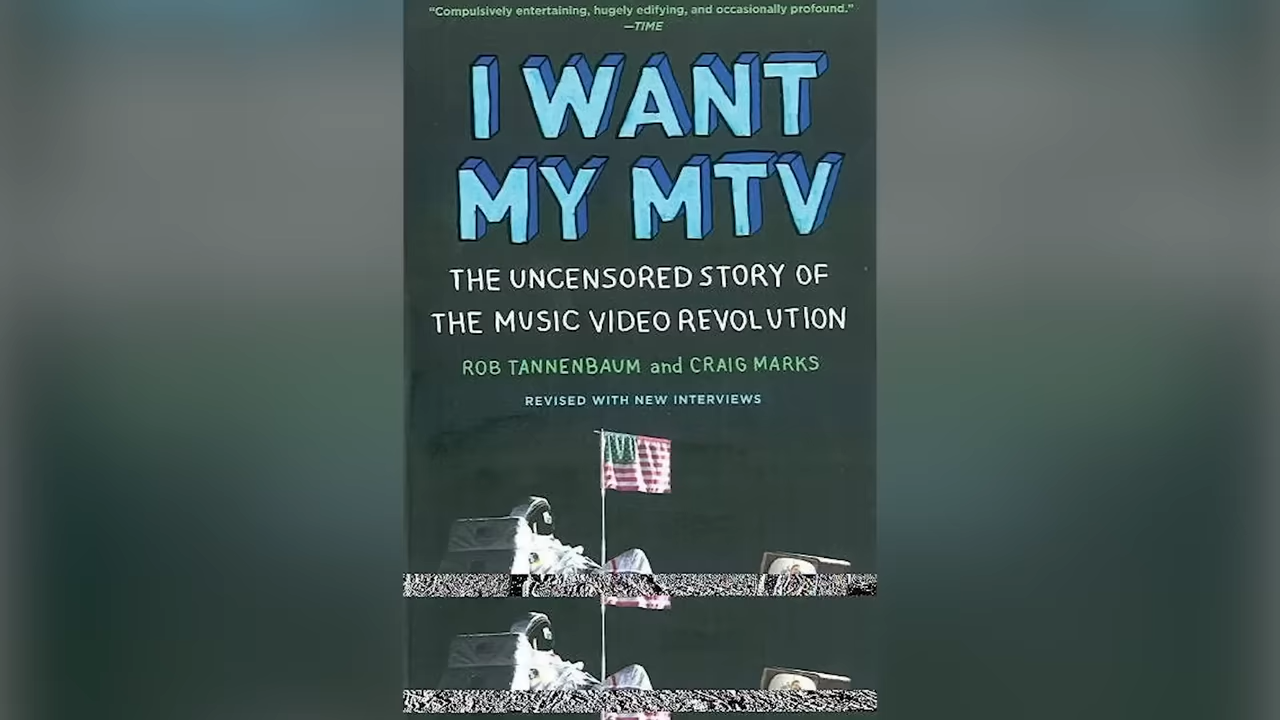 “Compulsively entertaining, hugely edifying, and occasionally profound.”
—TIME
I WANT
MY MTV
THE UNCENSORED STORY OF
THE MUSIC VIDEO REVOLUTION
ROB TANNENBAUM and CRAIG MARKS
REVISED WITH NEW INTERVIEWS